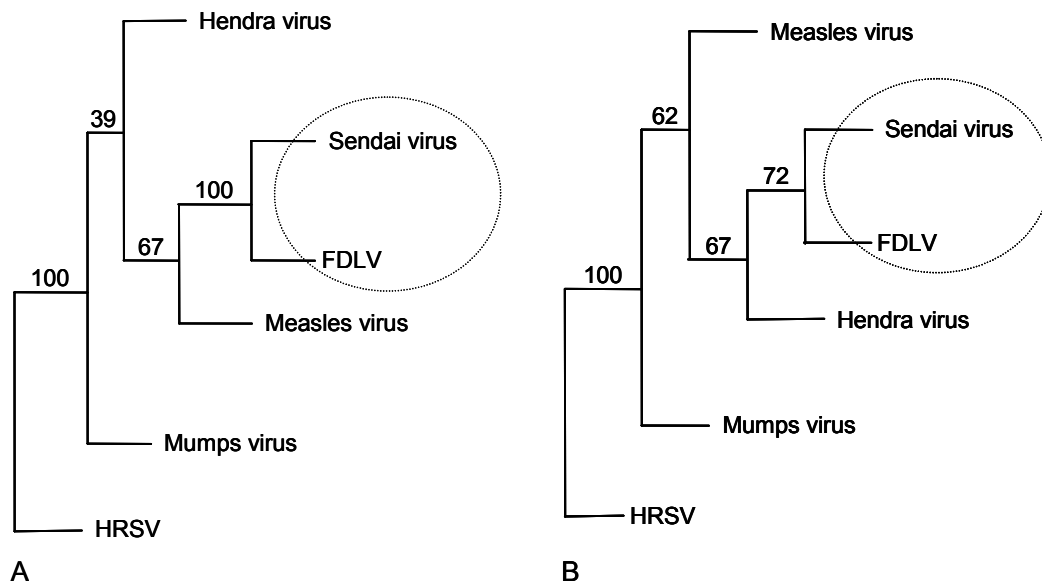 Hendra virus
39
Sendai virus
100
FDLV
67
100
Measles virus
Mumps virus
HRSV
A
Measles virus
62
Sendai virus
72
FDLV
67
100
Hendra virus
Mumps virus
HRSV
B